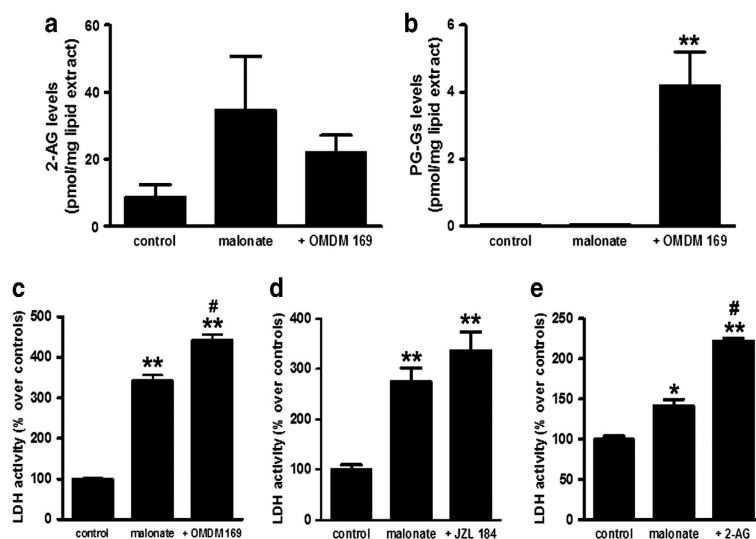 a
2-AG levels
(pmol/mg lipid extract)
60
40
20
0
control malonate + OMDM 169
b
PG-Gs levels
(pmol/mg lipid extract)
6
4
2
0
**
control malonate + OMDM 169
c
LDH activity (% over controls)
500
400
300
200
100
0
**
#
**
control malonate + OMDM169
d
LDH activity (% over controls)
400
300
200
100
0
**
**
control malonate + JZL 184
e
LDH activity (% over controls)
250
200
150
100
50
0
*
#
**
control malonate + 2-AG